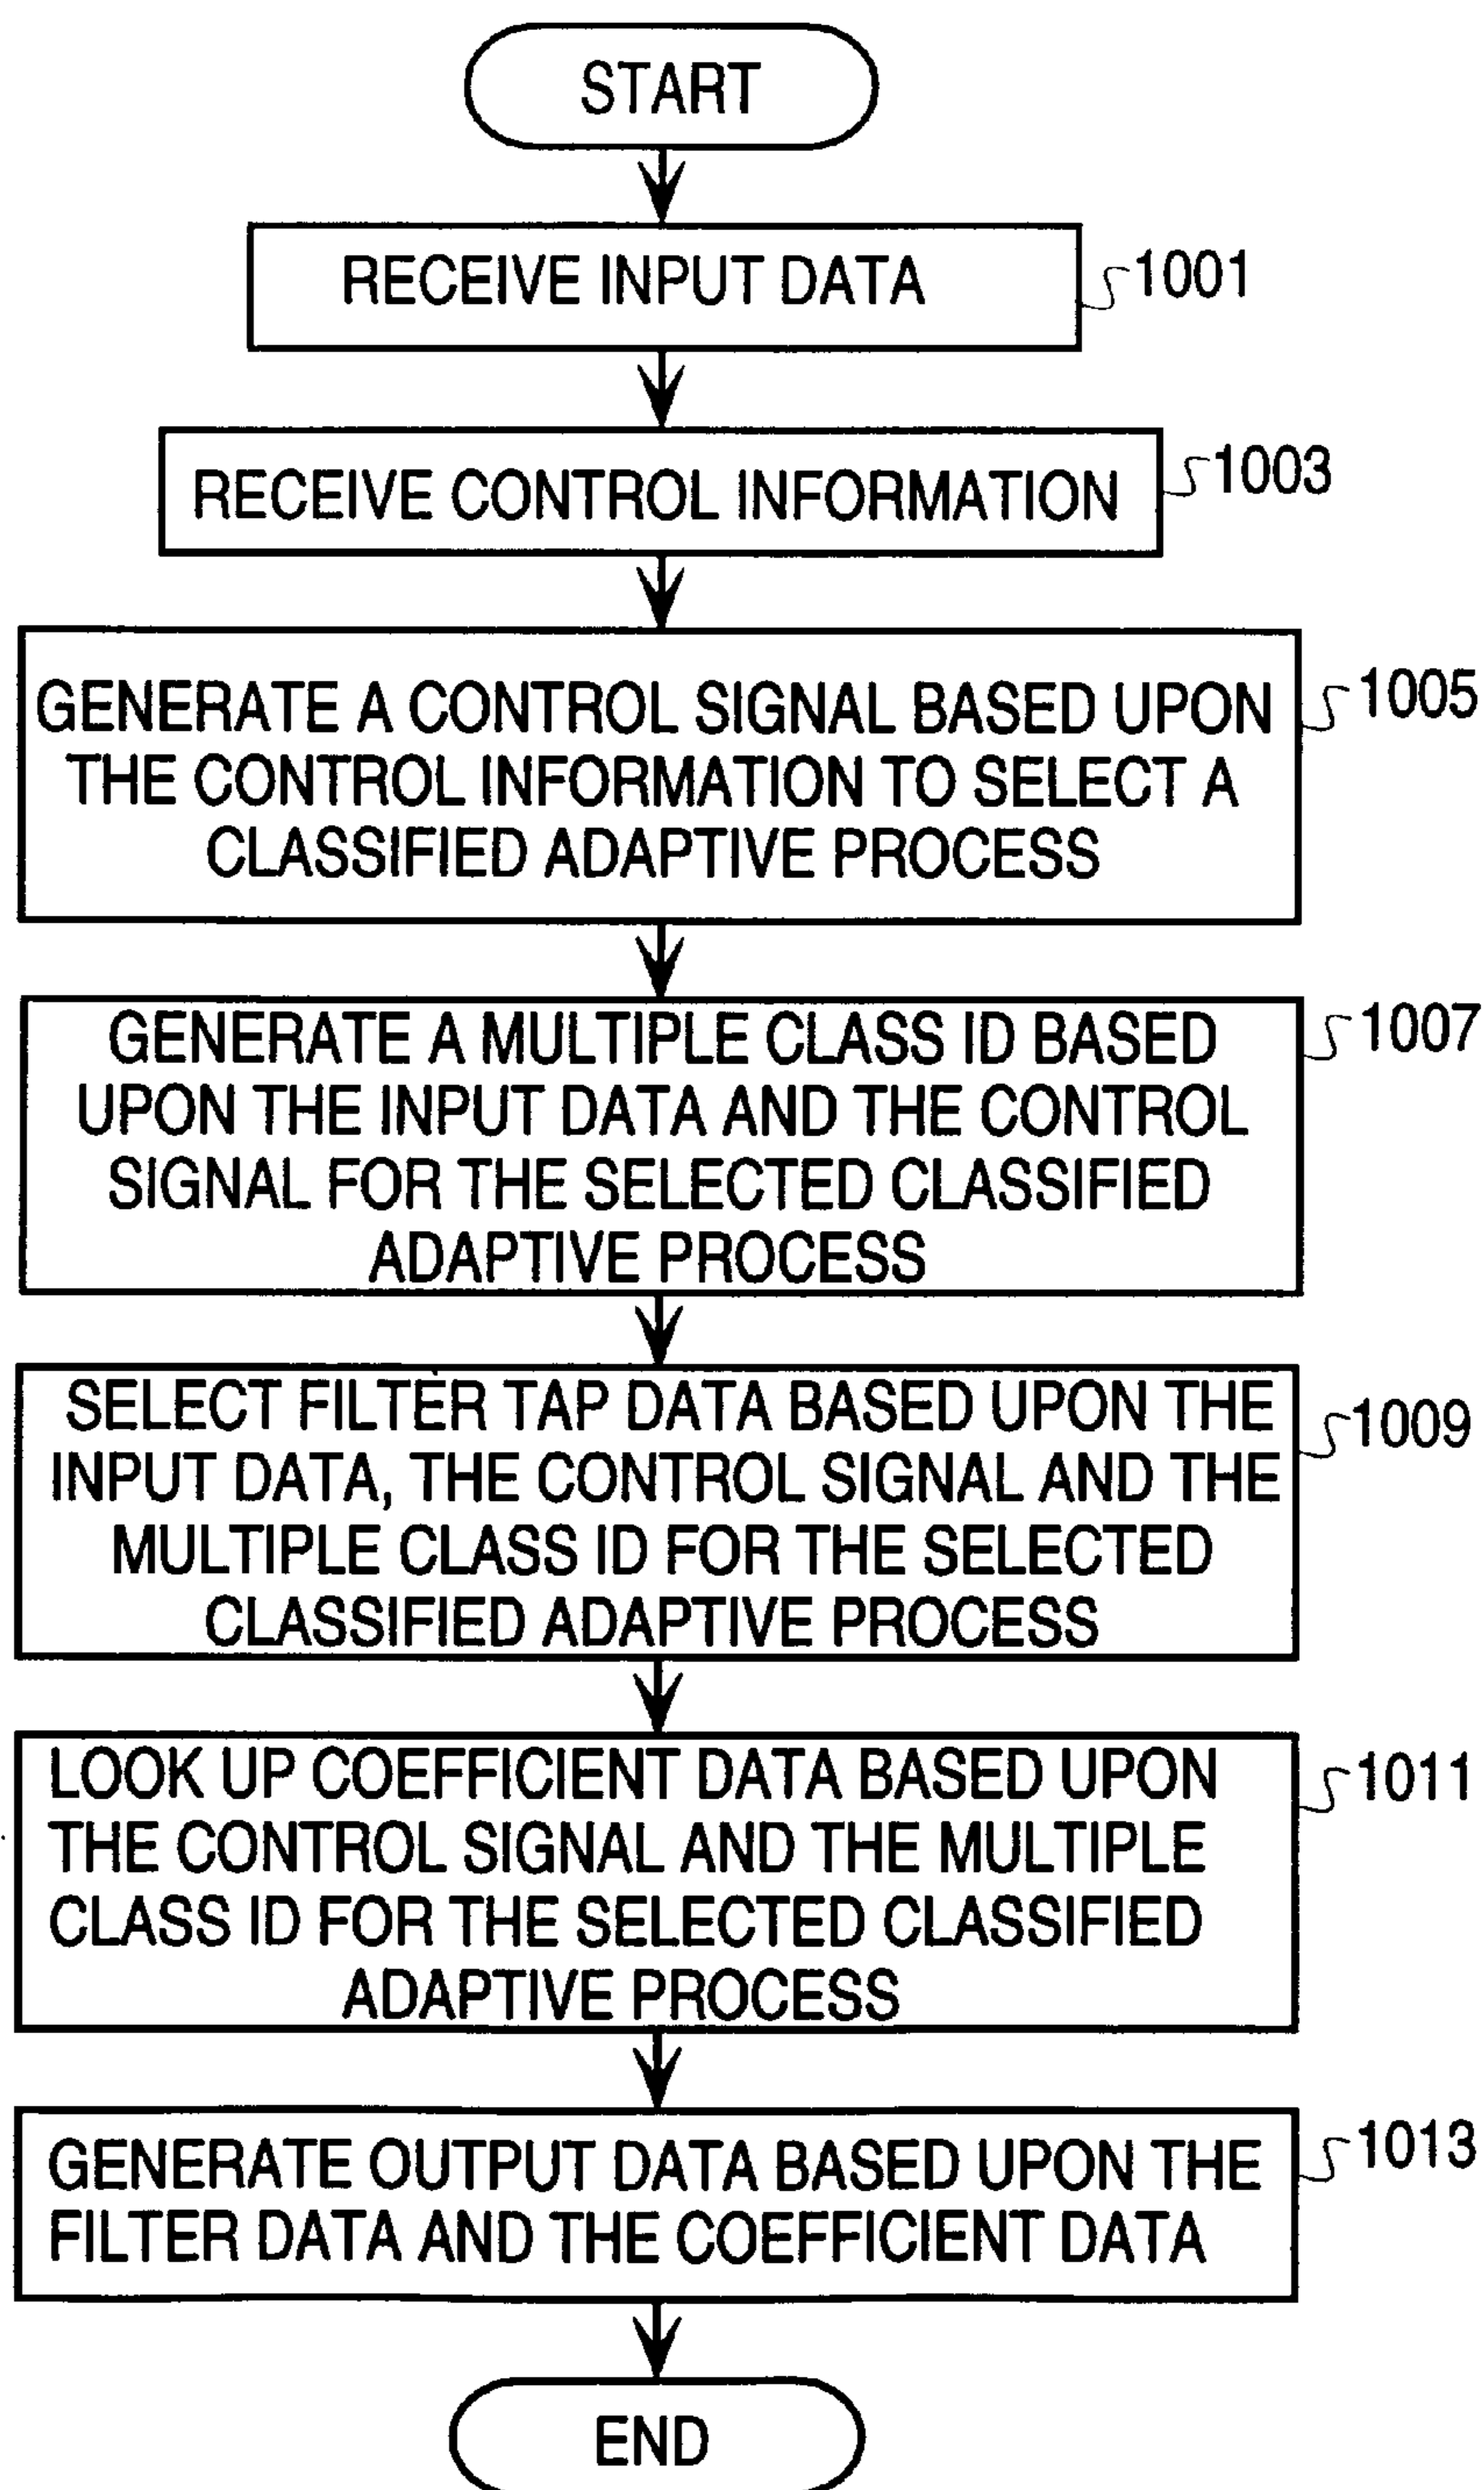 START
RECEIVE INPUT DATA
1001
RECEIVE CONTROL INFORMATION
1003
GENERATE A CONTROL SIGNAL BASED UPON
THE CONTROL INFORMATION TO SELECT A
CLASSIFIED ADAPTIVE PROCESS
1005
GENERATE A MULTIPLE CLASS ID BASED
UPON THE INPUT DATA AND THE CONTROL
SIGNAL FOR THE SELECTED CLASSIFIED
ADAPTIVE PROCESS
1007
SELECT FILTER TAP DATA BASED UPON THE
INPUT DATA, THE CONTROL SIGNAL AND THE
MULTIPLE CLASS ID FOR THE SELECTED
CLASSIFIED ADAPTIVE PROCESS
1009
LOOK UP COEFFICIENT DATA BASED UPON
THE CONTROL SIGNAL AND THE MULTIPLE
CLASS ID FOR THE SELECTED CLASSIFIED
ADAPTIVE PROCESS
1011
GENERATE OUTPUT DATA BASED UPON THE
FILTER DATA AND THE COEFFICIENT DATA
1013
END